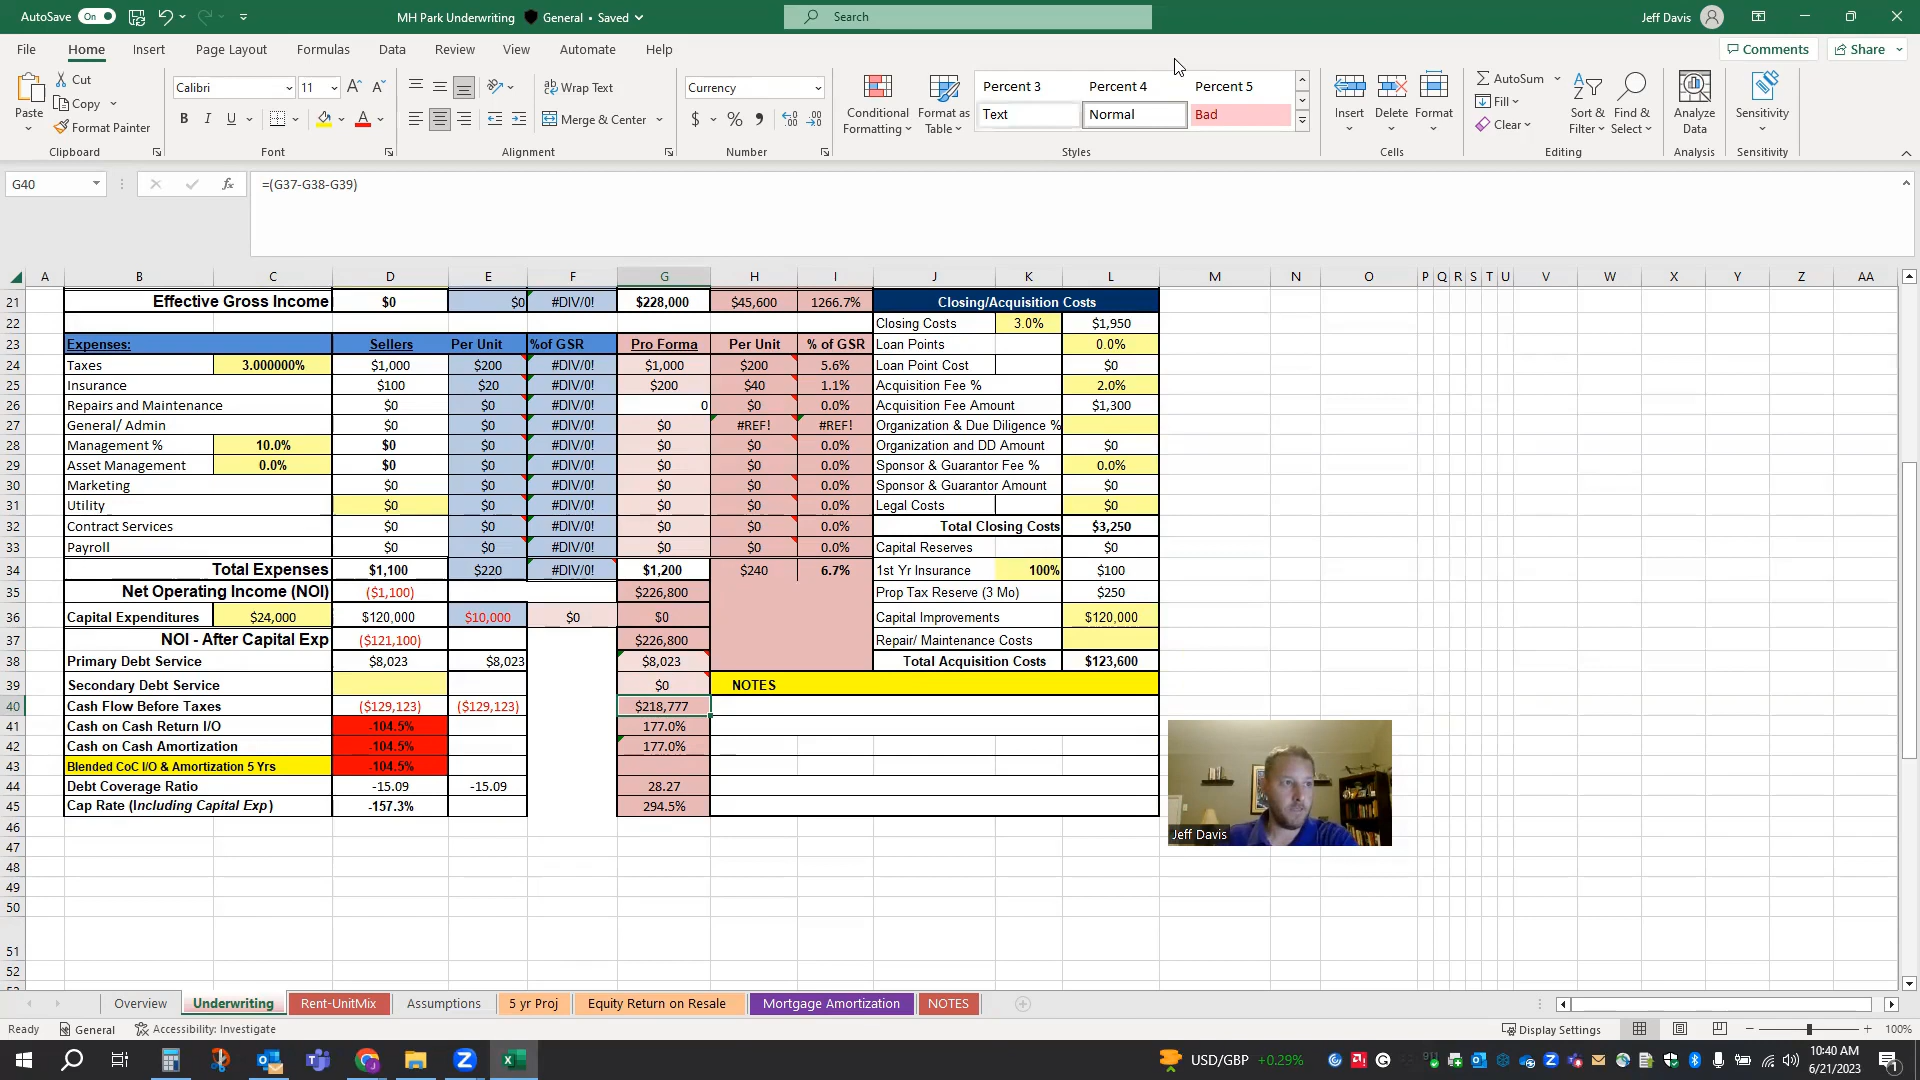 AutoSave On MH Park Underwriting General • Saved Search Jeff Davis
File Home Insert Page Layout Formulas Data Review View Automate Help Comments Share
Paste Cut Copy Format Painter Clipboard
Calibri 11 B I U Font
Wrap Text Merge & Center Alignment
Currency $ % Number
Conditional Formatting Format as Table Percent 3 Percent 4 Percent 5 Text Normal Bad Styles
Insert Delete Format Cells
AutoSum Fill Clear Sort & Filter Find & Select Editing
Analyze Data Analysis Sensitivity Sensitivity
G40 fx =(G37-G38-G39)
A B C D E F G H I J K L M N O P Q R S T U V W X Y Z AA
21 Effective Gross Income $0 $0 #DIV/0! $228,000 $45,600 1266.7% Closing/Acquisition Costs
22 Closing Costs 3.0% $1,950
23 Expenses: Sellers Per Unit %of GSR Pro Forma Per Unit % of GSR Loan Points 0.0%
24 Taxes 3.000000% $1,000 $200 #DIV/0! $1,000 $200 5.6% Loan Point Cost $0
25 Insurance $100 $20 #DIV/0! $200 $40 1.1% Acquisition Fee % 2.0%
26 Repairs and Maintenance $0 $0 #DIV/0! 0 $0 0.0% Acquisition Fee Amount $1,300
27 General/ Admin $0 $0 #DIV/0! $0 #REF! #REF! Organization & Due Diligence %
28 Management % 10.0% $0 $0 #DIV/0! $0 $0 0.0% Organization and DD Amount $0
29 Asset Management 0.0% $0 $0 #DIV/0! $0 $0 0.0% Sponsor & Guarantor Fee % 0.0%
30 Marketing $0 $0 #DIV/0! $0 $0 0.0% Sponsor & Guarantor Amount $0
31 Utility $0 $0 #DIV/0! $0 $0 0.0% Legal Costs $0
32 Contract Services $0 $0 #DIV/0! $0 $0 0.0% Total Closing Costs $3,250
33 Payroll $0 $0 #DIV/0! $0 $0 0.0% Capital Reserves $0
34 Total Expenses $1,100 $220 #DIV/0! $1,200 $240 6.7% 1st Yr Insurance 100% $100
35 Net Operating Income (NOI) ($1,100) $226,800 Prop Tax Reserve (3 Mo) $250
36 Capital Expenditures $24,000 $120,000 $10,000 $0 $0 Capital Improvements $120,000
37 NOI - After Capital Exp ($121,100) $226,800 Repair/ Maintenance Costs
38 Primary Debt Service $8,023 $8,023 $8,023 Total Acquisition Costs $123,600
39 Secondary Debt Service $0 NOTES
40 Cash Flow Before Taxes ($129,123) ($129,123) $218,777
41 Cash on Cash Return I/O -104.5% 177.0%
42 Cash on Cash Amortization -104.5% 177.0%
43 Blended CoC I/O & Amortization 5 Yrs -104.5%
44 Debt Coverage Ratio -15.09 -15.09 28.27
45 Cap Rate (Including Capital Exp) -157.3% 294.5%
46
47
48
49
50
51
52
Jeff Davis
Overview Underwriting Rent-UnitMix Assumptions 5 yr Proj Equity Return on Resale Mortgage Amortization NOTES
Ready General Accessibility: Investigate Display Settings 100%
USD/GBP +0.29% 10:40 AM
6/21/2023